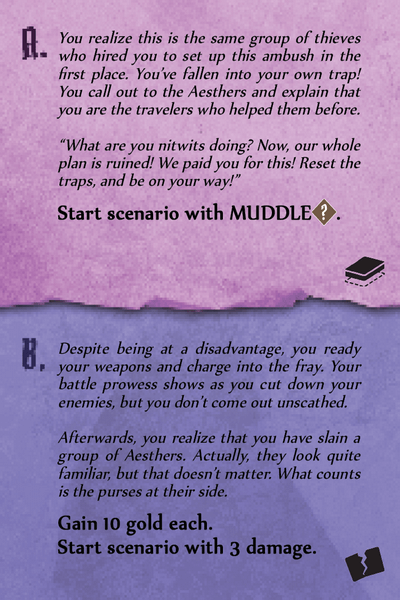 A.
You realize this is the same group of thieves
who hired you to set up this ambush in the
first place. You've fallen into your own trap!
You call out to the Aesthers and explain that
you are the travelers who helped them before.
“What are you nitwits doing? Now, our whole
plan is ruined! We paid you for this! Reset the
traps, and be on your way!”
Start scenario with MUDDLE ?.
B.
Despite being at a disadvantage, you ready
your weapons and charge into the fray. Your
battle prowess shows as you cut down your
enemies, but you don't come out unscathed.
Afterwards, you realize that you have slain a
group of Aesthers. Actually, they look quite
familiar, but that doesn't matter. What counts
is the purses at their side.
Gain 10 gold each.
Start scenario with 3 damage.